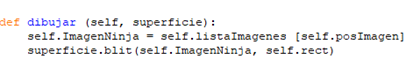 def dibujar (self, superficie):
self.ImagenNinja = self.listaImagenes [self.posImagen]
superficie.blit(self.ImagenNinja, self.rect)